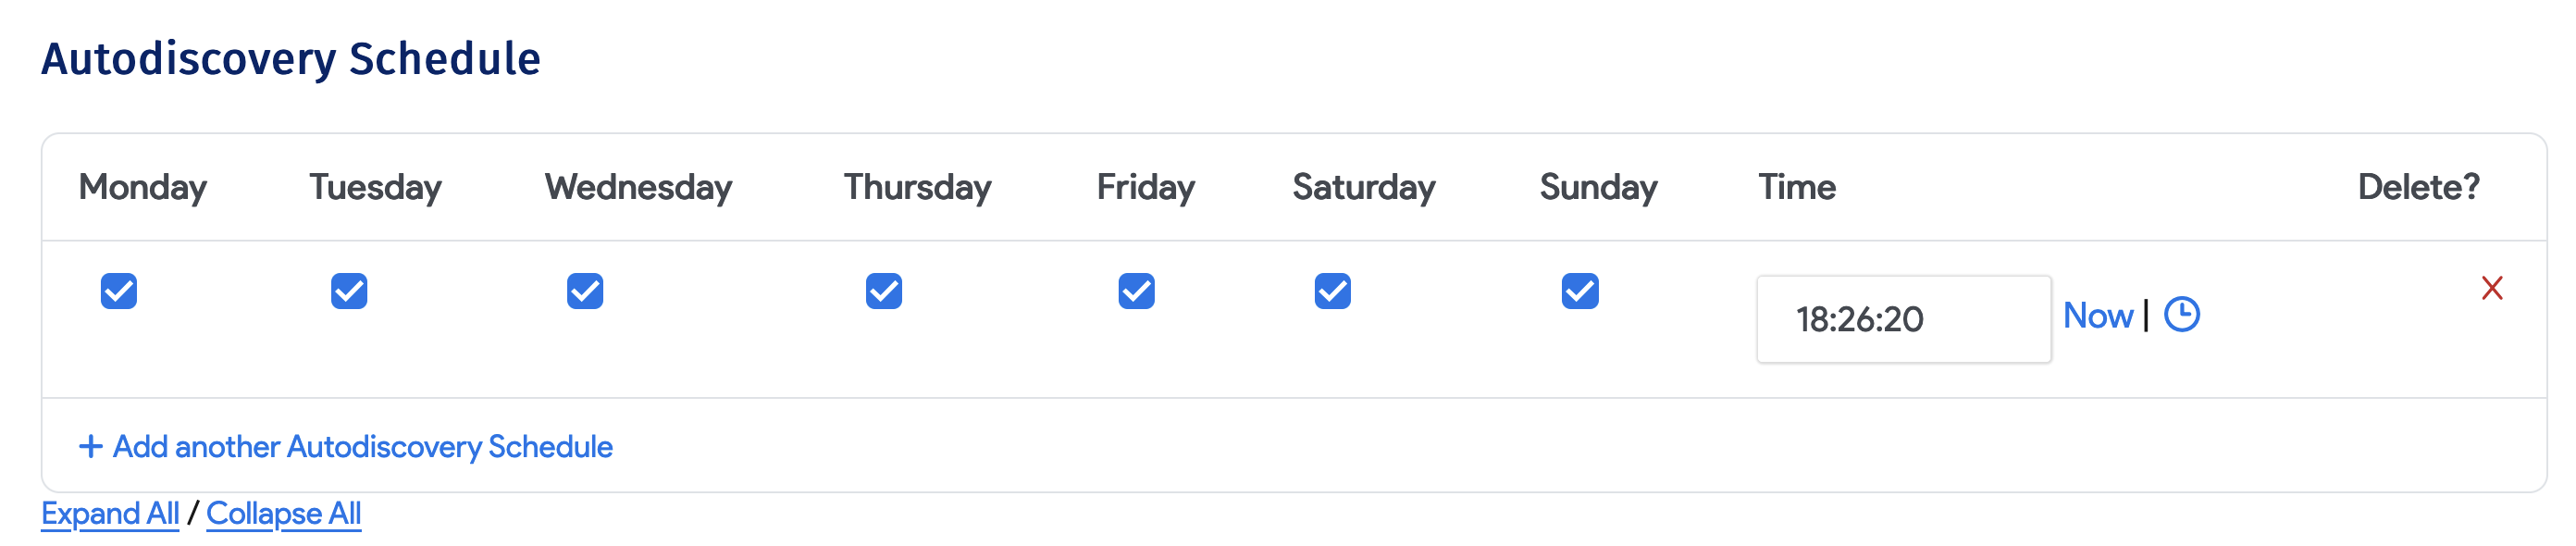 Autodiscovery Schedule
Monday Tuesday Wednesday Thursday Friday Saturday Sunday Time Delete?
18:26:20 Now |
+ Add another Autodiscovery Schedule
Expand All / Collapse All